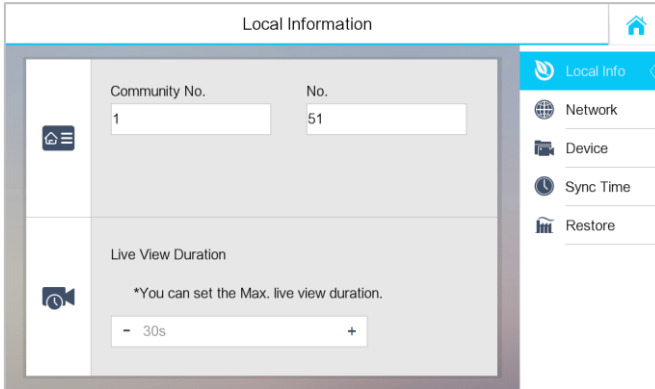 Local Information
Community No.
No.
1
51
Live View Duration
*You can set the Max. live view duration.
- 30s +
Local Info
Network
Device
Sync Time
Restore